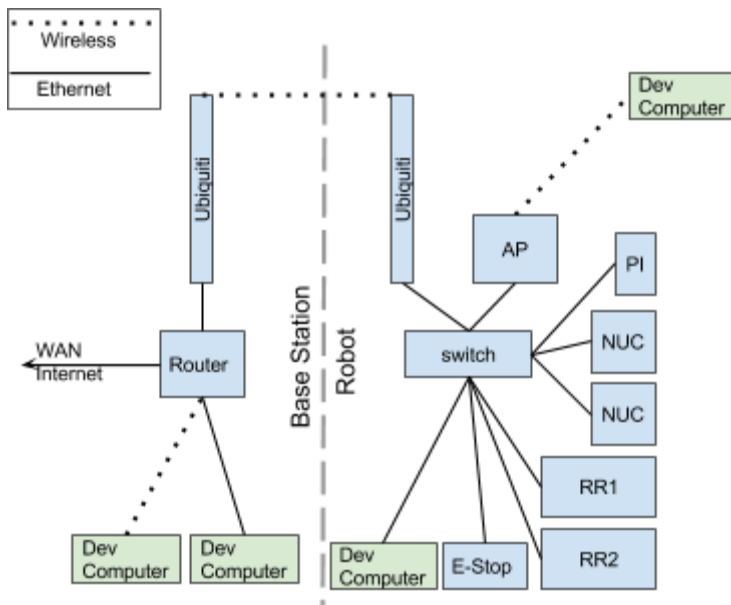 Wireless
Ethernet
Dev
Computer
Ubiquiti
Ubiquiti
AP
PI
WAN
Internet
Router
switch
NUC
NUC
Base Station
Robot
RR1
RR2
Dev
Computer
Dev
Computer
Dev
Computer
E-Stop